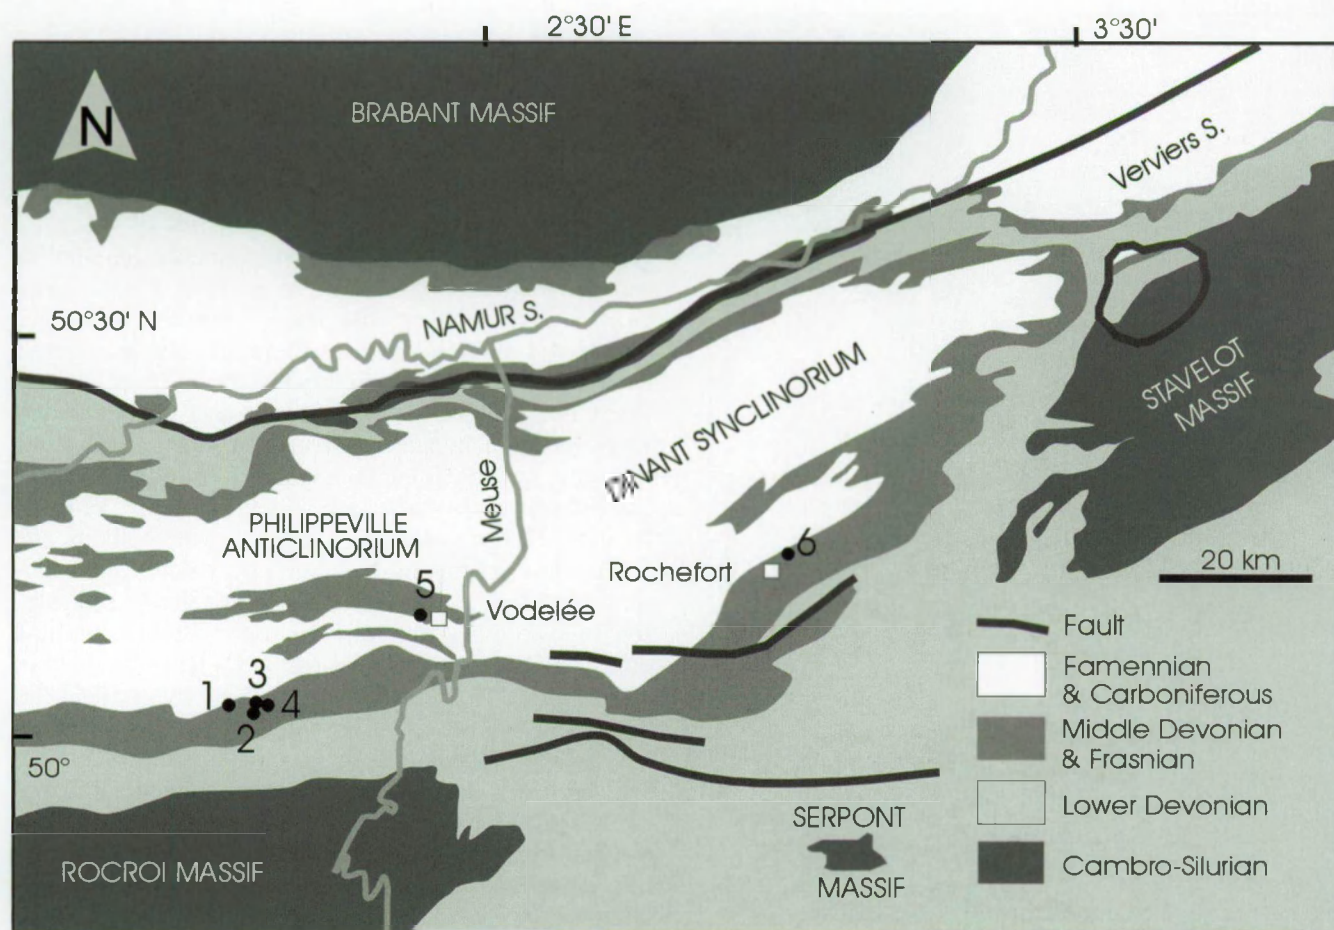 2°30' E
3°30'
N
BRABANT MASSIF
Verviers S.
50°30' N
NAMUR S.
STAVELOT
MASSIF
DINANT SYNCLINORIUM
Meuse
PHILIPPEVILLE
ANTICLINORIUM
6
Rochefort
20 km
5
Vodelée
Fault
Famennian
& Carboniferous
3
1
4
2
Middle Devonian
& Frasnian
50°
Lower Devonian
SERPONT
MASSIF
ROCROI MASSIF
Cambro-Silurian